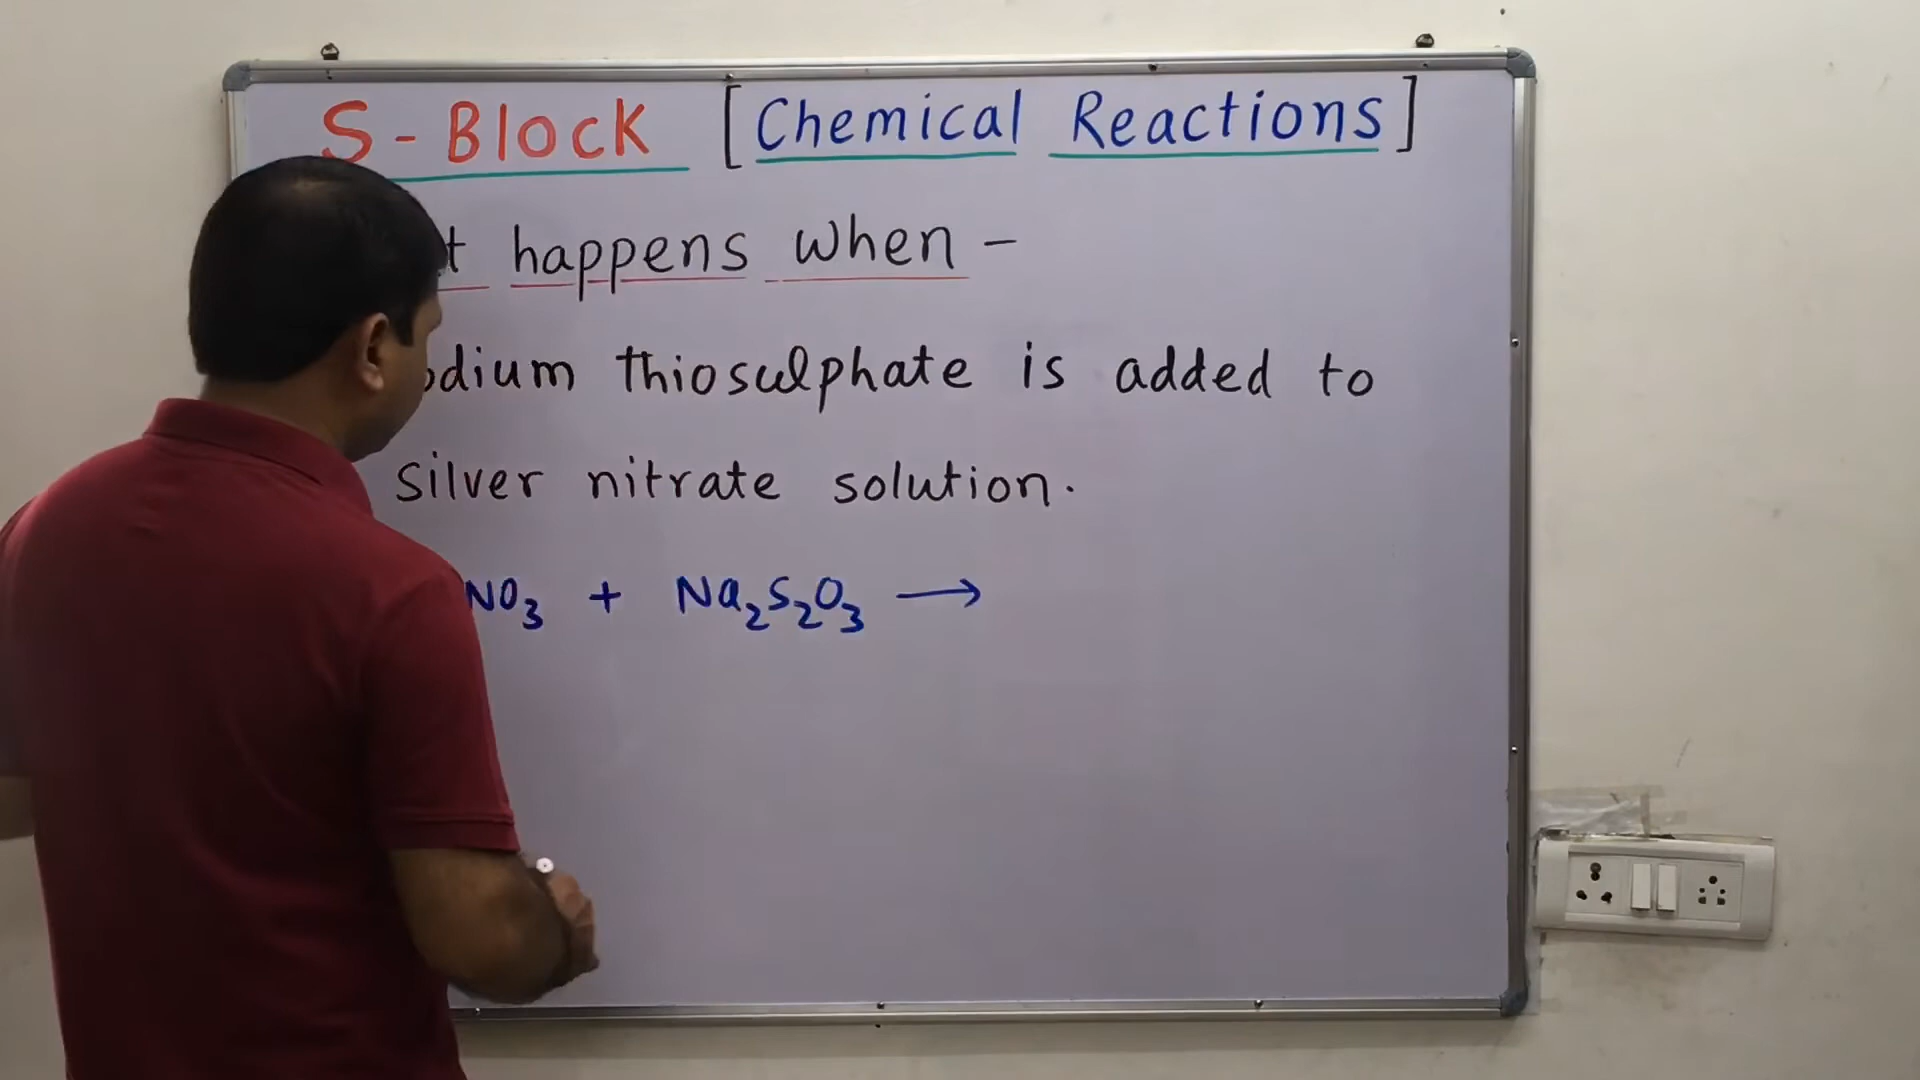 S-Block [Chemical Reactions]
happens when -
thiosulphate is added to
silver nitrate solution.
NO₃ + Na₂S₂O₃ ⟶